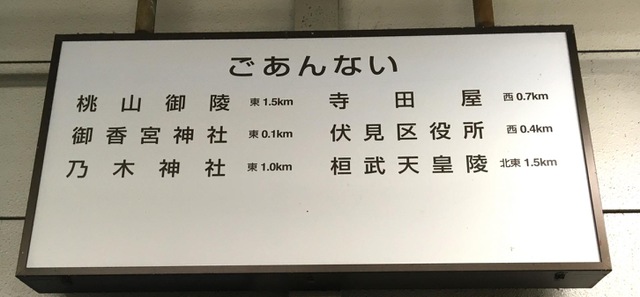 ごあんない
桃山御陵 東 1.5km 寺田屋 西 0.7km
御香宮神社 東 0.1km 伏見区役所 西 0.4km
乃木神社 東 1.0km 桓武天皇陵 北東 1.5km